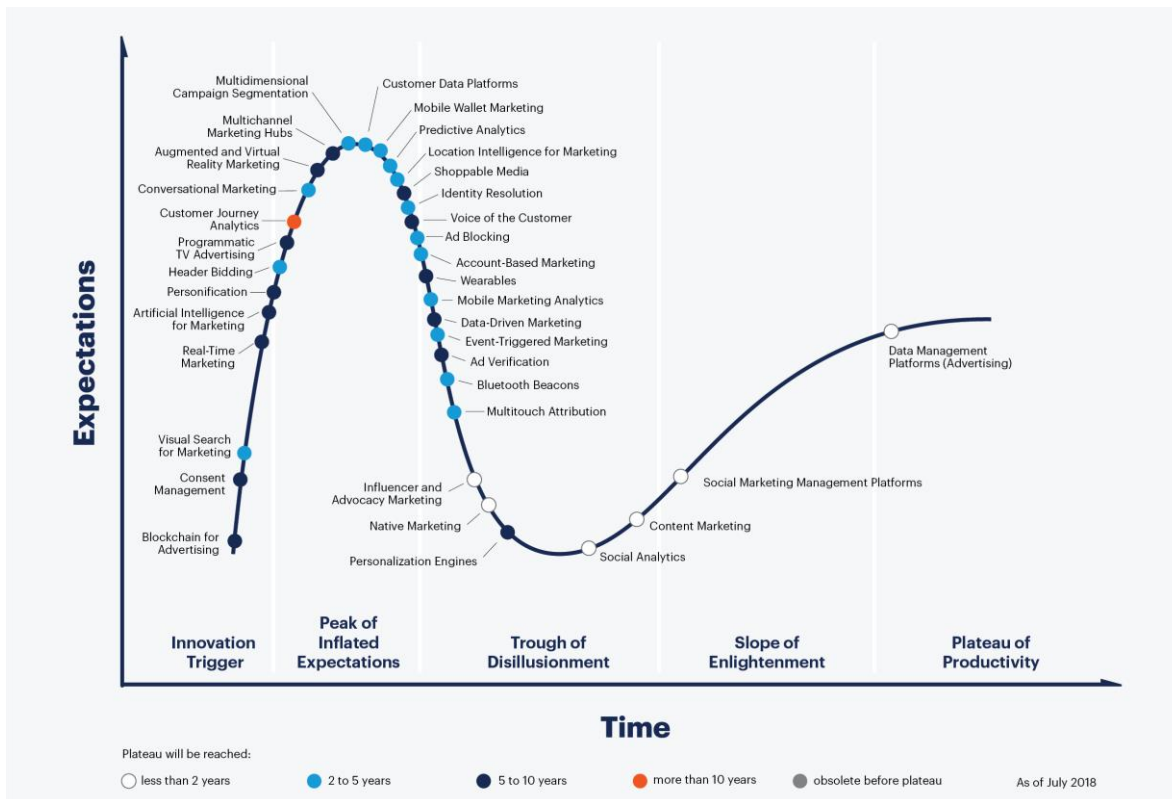 Expectations
Multidimensional
Campaign Segmentation
Multichannel
Marketing Hubs
Augmented and Virtual
Reality Marketing
Conversational Marketing
Customer Journey
Analytics
Programmatic
TV Advertising
Header Bidding
Personification
Artificial Intelligence
for Marketing
Real-Time
Marketing
Visual Search
for Marketing
Consent
Management
Blockchain for
Advertising
Customer Data Platforms
Mobile Wallet Marketing
Predictive Analytics
Location Intelligence for Marketing
Shoppable Media
Identity Resolution
Voice of the Customer
Ad Blocking
Account-Based Marketing
Wearables
Mobile Marketing Analytics
Data-Driven Marketing
Event-Triggered Marketing
Ad Verification
Bluetooth Beacons
Multitouch Attribution
Influencer and
Advocacy Marketing
Native Marketing
Personalization Engines
Social Analytics
Content Marketing
Social Marketing Management Platforms
Data Management
Platforms (Advertising)
Innovation
Trigger
Peak of
Inflated
Expectations
Trough of
Disillusionment
Slope of
Enlightenment
Plateau of
Productivity
Time
Plateau will be reached:
less than 2 years
2 to 5 years
5 to 10 years
more than 10 years
obsolete before plateau
As of July 2018